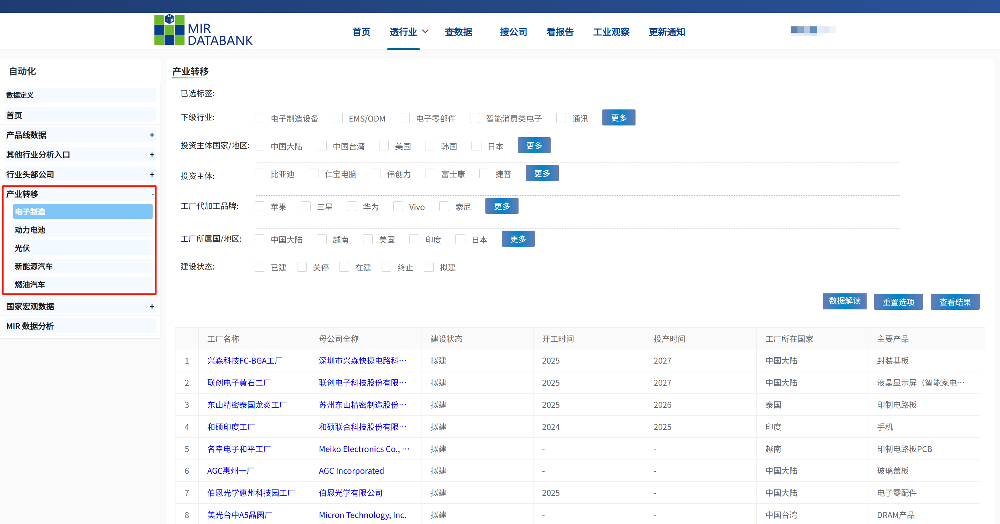 MIR
MIR
DATABANK
首页 透行业 查数据 搜公司 看报告 工业观察 更新通知
自动化
数据定义
首页
产品线数据 +
其他行业分析入口 +
行业头部公司 +
产业转移 -
电子制造
动力电池
光伏
新能源汽车
燃油汽车
国家宏观数据 +
MIR 数据分析
产业转移
已选标签:
下级行业: 电子制造设备 EMS/ODM 电子零部件 智能消费类电子 通讯 更多
投资主体国家/地区: 中国大陆 中国台湾 美国 韩国 日本 更多
投资主体: 比亚迪 仁宝电脑 伟创力 富士康 捷普 更多
工厂代加工品牌: 苹果 三星 华为 Vivo 索尼 更多
工厂所属国/地区: 中国大陆 越南 美国 印度 日本 更多
建设状态: 已建 关停 在建 终止 拟建
数据解读 重置选项 查看结果
工厂名称 母公司全称 建设状态 开工时间 投产时间 工厂所在国家 主要产品
1 兴森科技FC-BGA工厂 深圳市兴森快捷电路科… 拟建 2025 2027 中国大陆 封装基板
2 联创电子黄石二厂 联创电子科技股份有限… 拟建 2025 2027 中国大陆 液晶显示屏（智能家电…
3 东山精密泰国龙炎工厂 苏州东山精密制造股份… 拟建 2025 2026 泰国 印制电路板
4 和硕印度工厂 和硕联合科技股份有限… 拟建 2024 2025 印度 手机
5 名幸电子和平工厂 Meiko Electronics Co., … 拟建 - - 越南 印制电路板PCB
6 AGC惠州一厂 AGC Incorporated 拟建 - - 中国大陆 玻璃盖板
7 伯恩光学惠州科技园工厂 伯恩光学有限公司 拟建 2025 - 中国大陆 电子零配件
8 美光台中A5晶圆厂 Micron Technology, Inc. 拟建 - - 中国台湾 DRAM产品